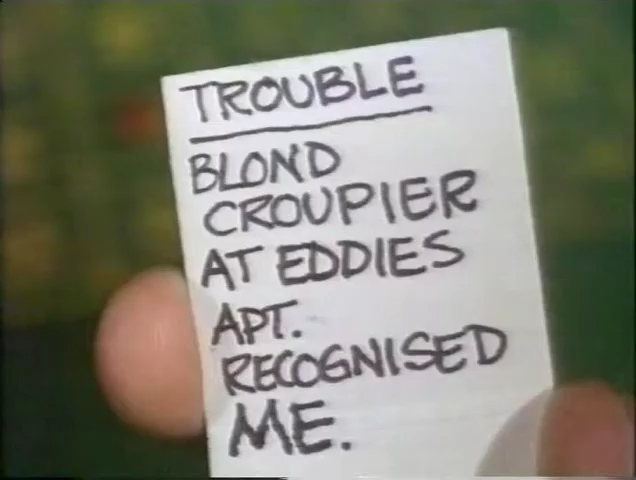 TROUBLE
BLOND
CROUPIER
AT EDDIES
APT.
RECOGNISED
ME.